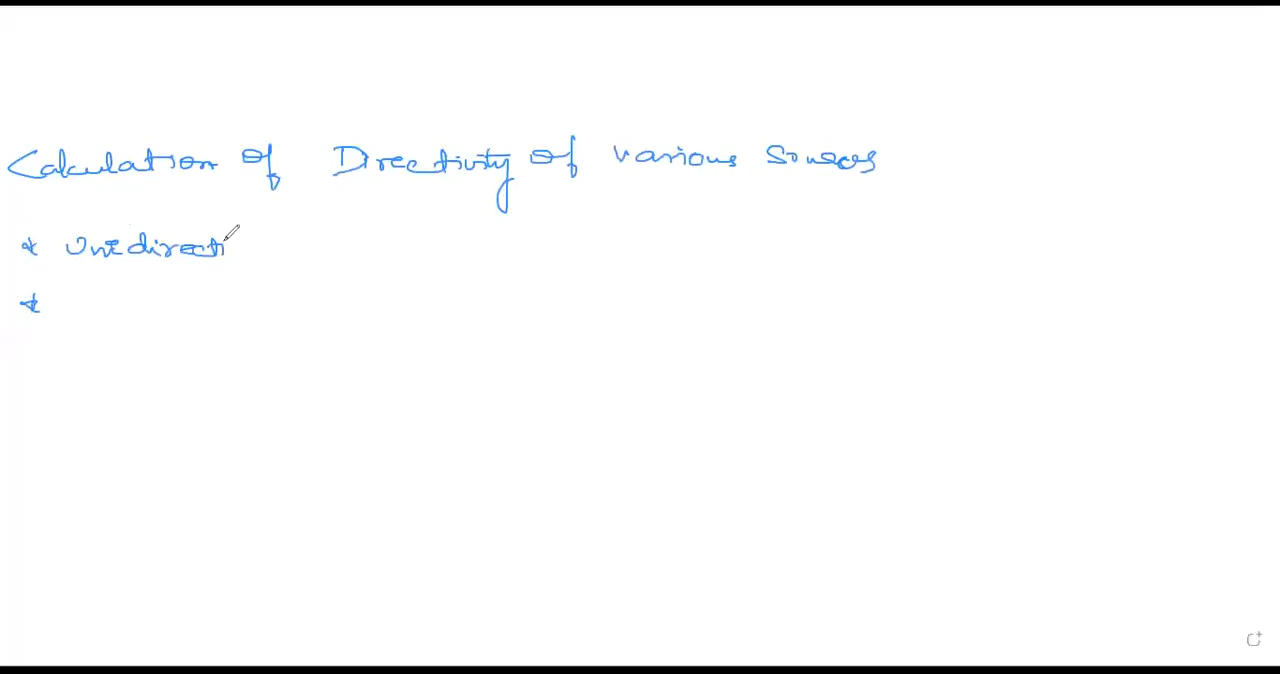 Calculation of Directivity of various Sources
* Unidirecti
*